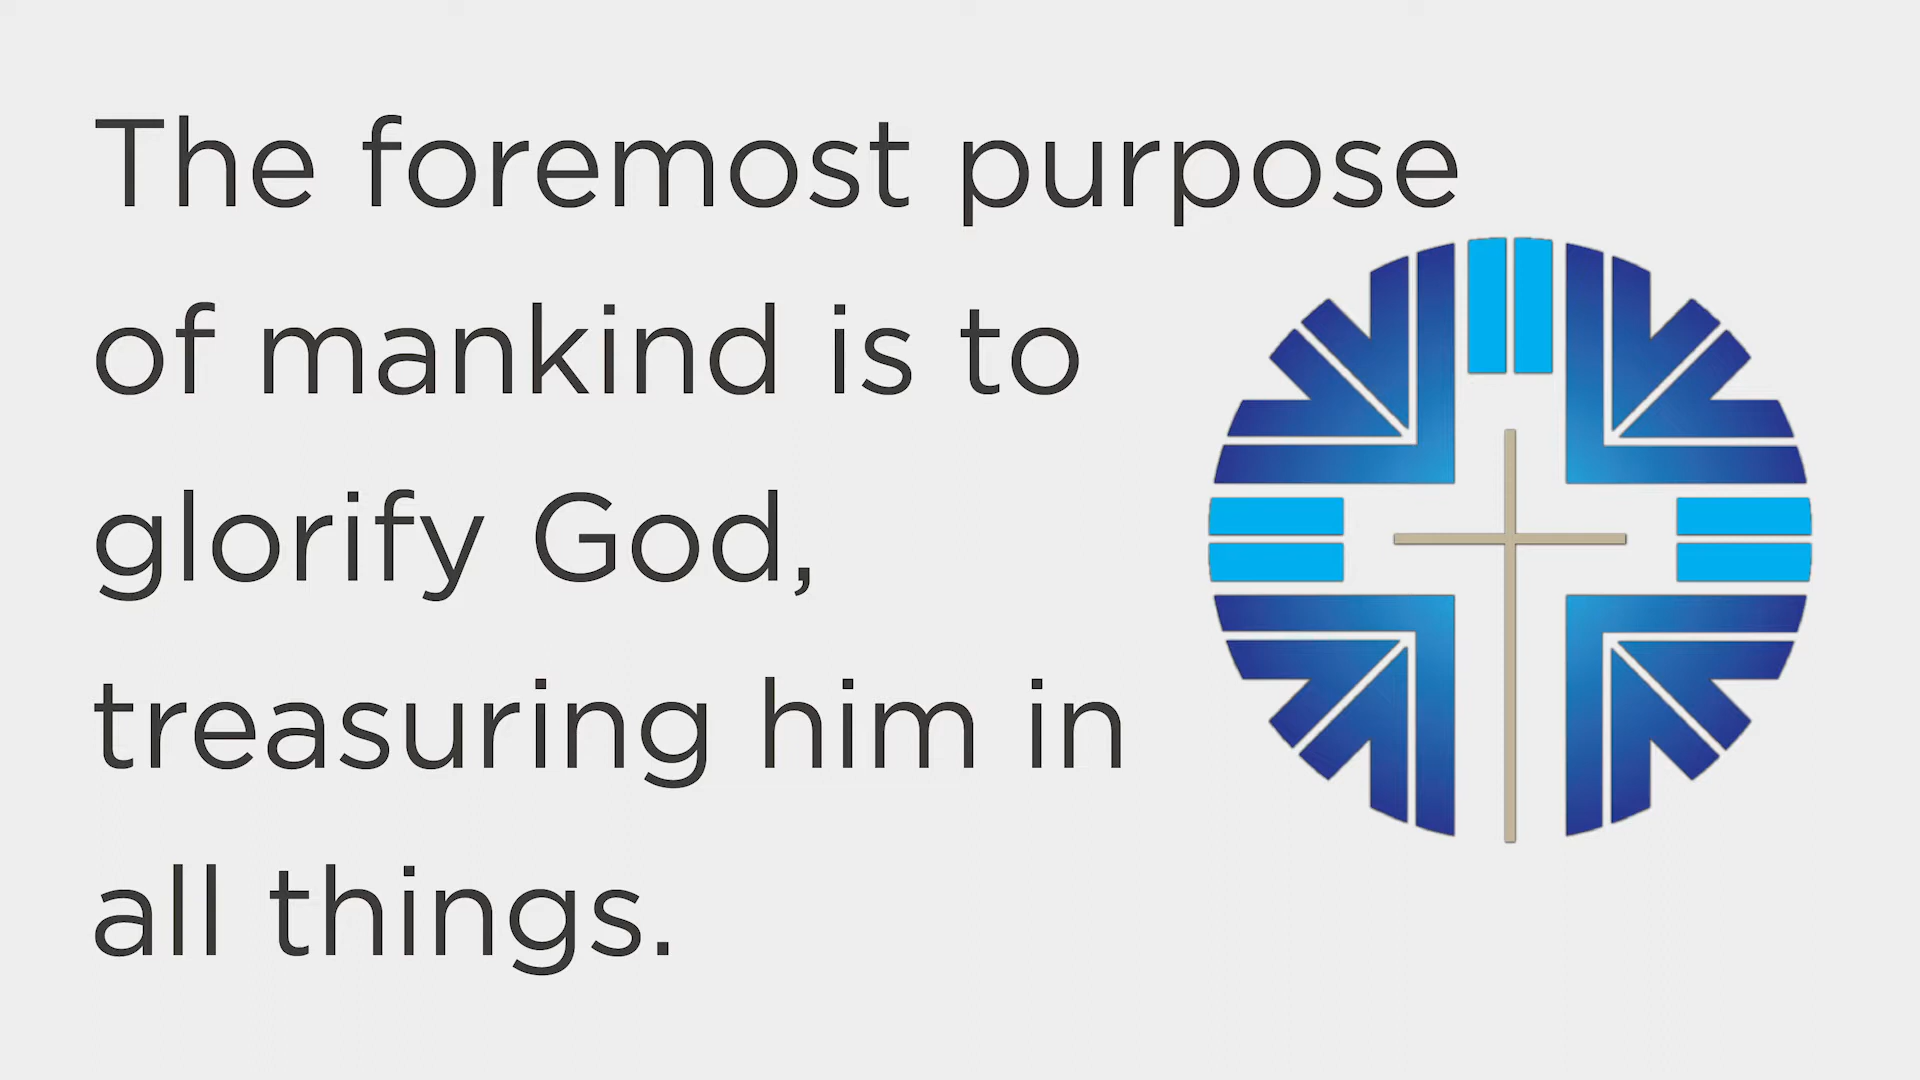 The foremost purpose
of mankind is to
glorify God,
treasuring him in
all things.